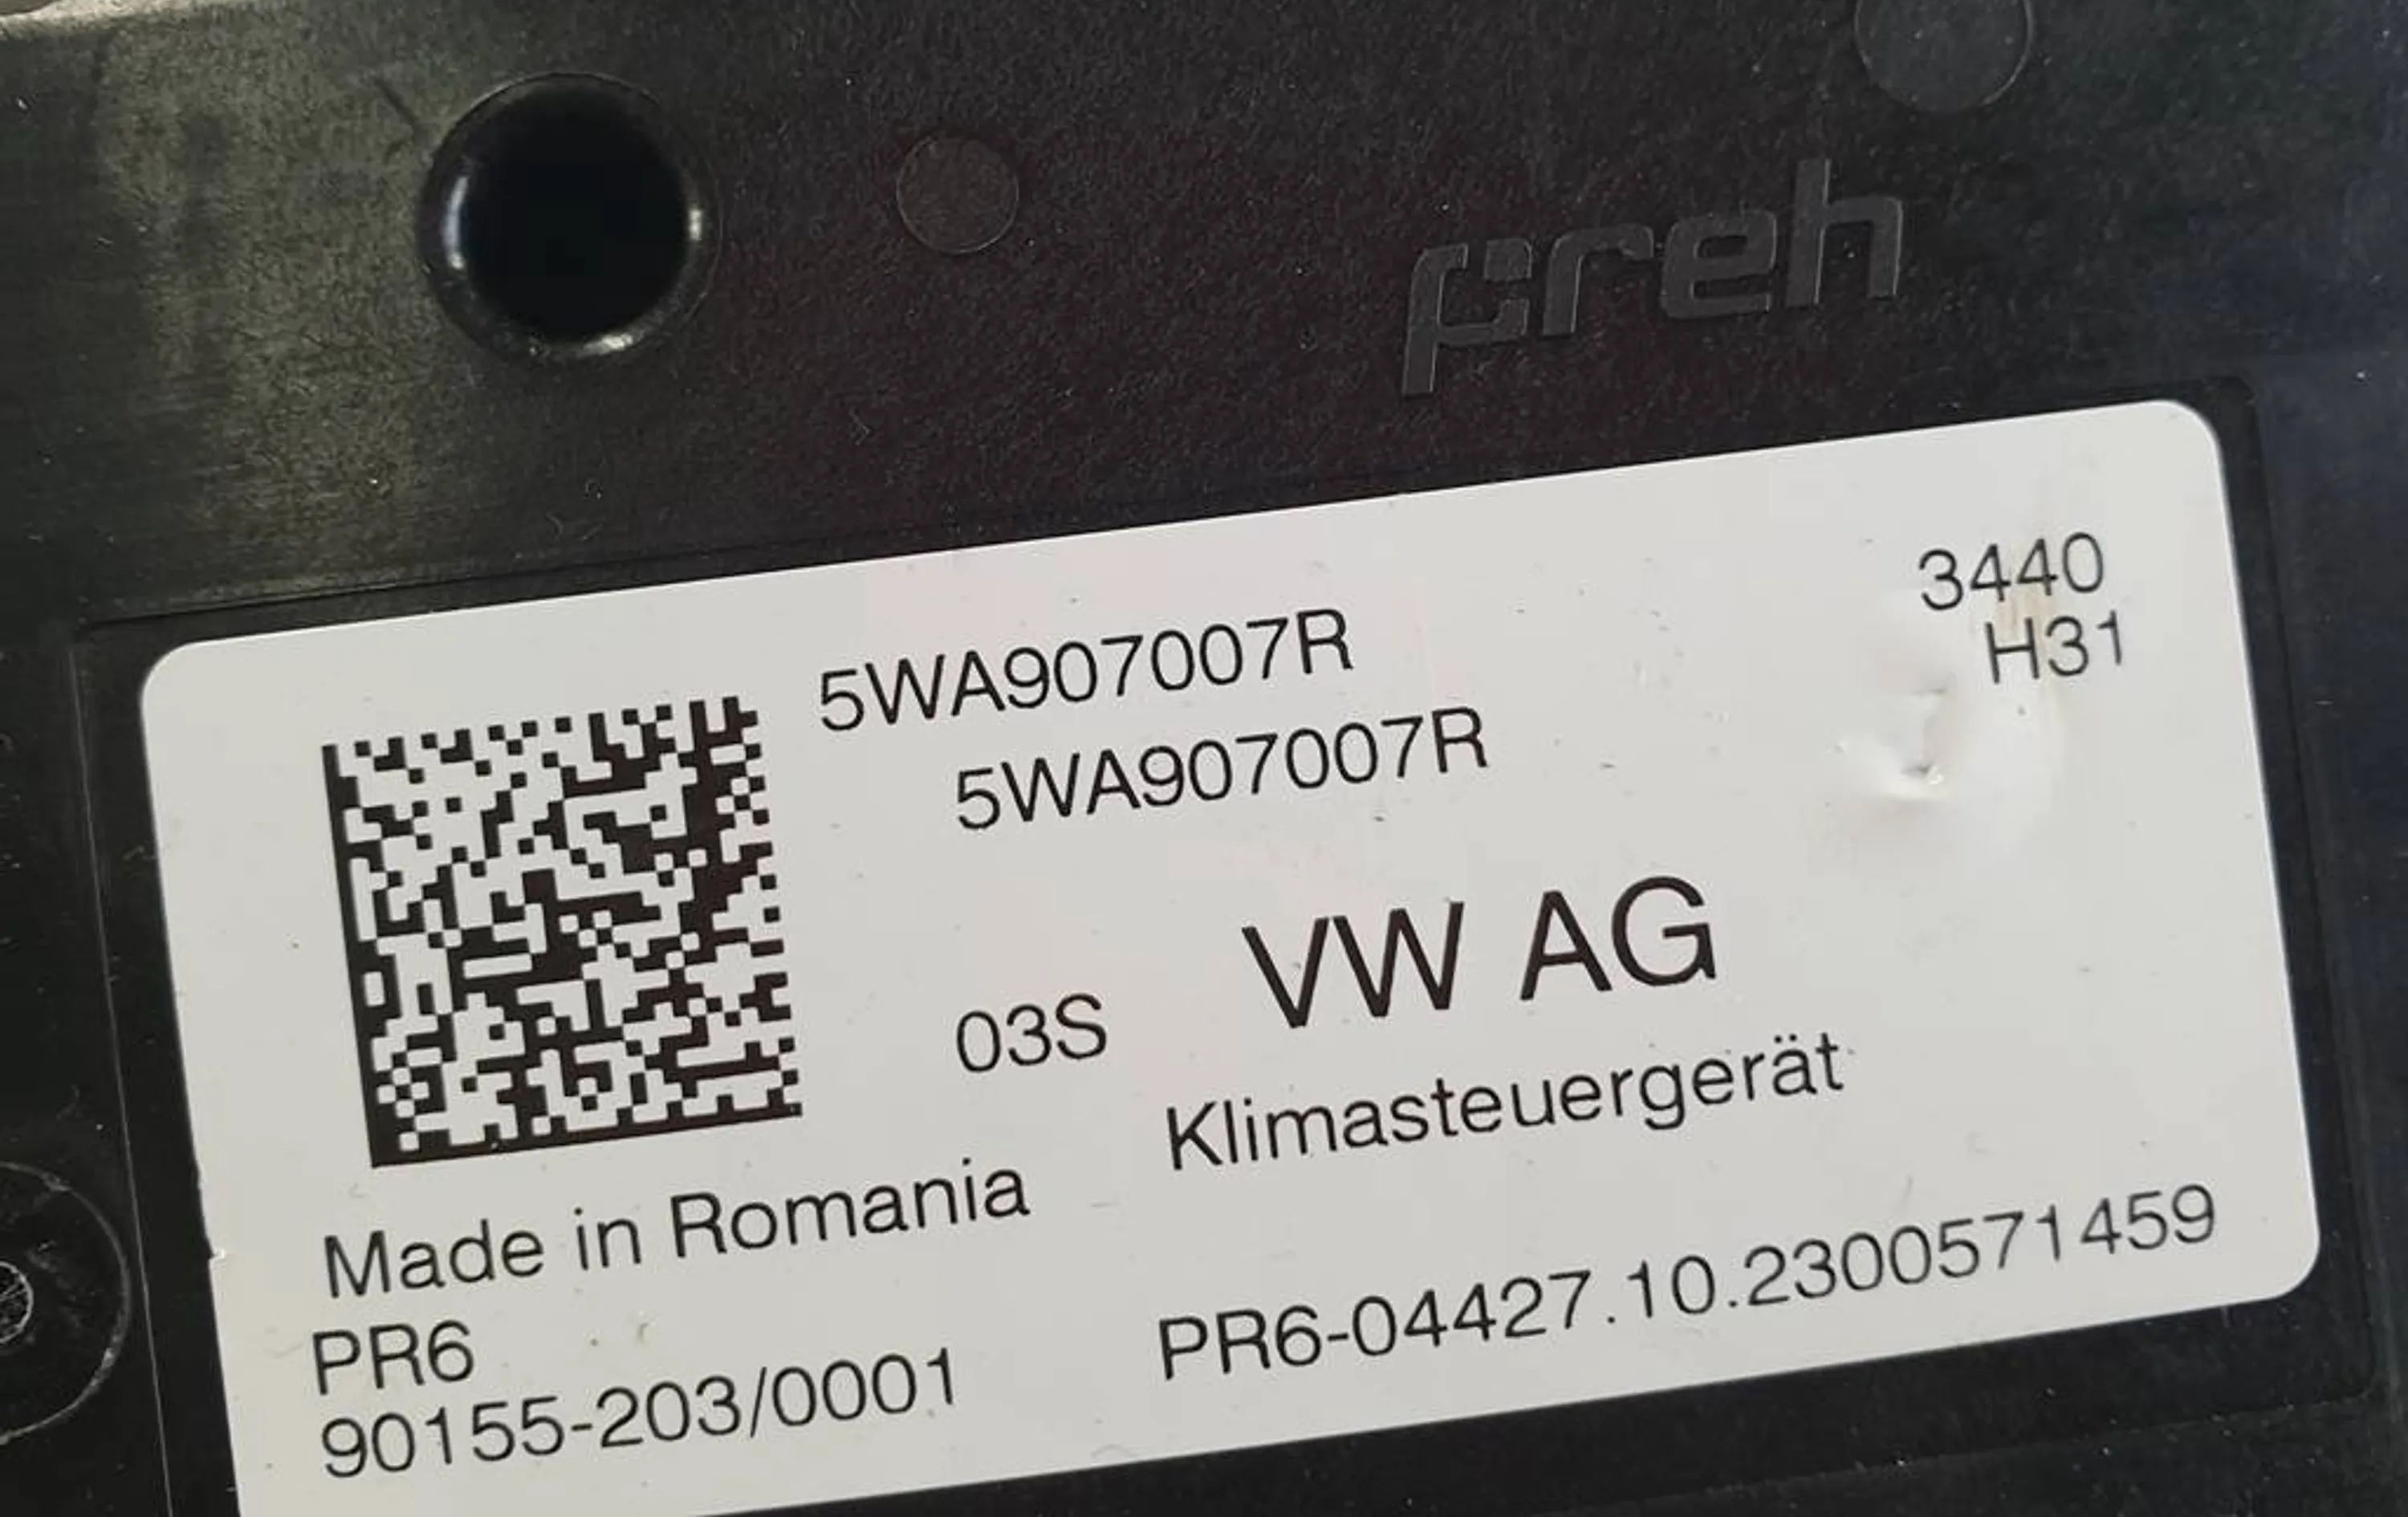 preh
3440
H31
5WA907007R
5WA907007R
VW AG
03S
Klimasteuergerät
Made in Romania
PR6
PR6-04427.10.2300571459
90155-203/0001